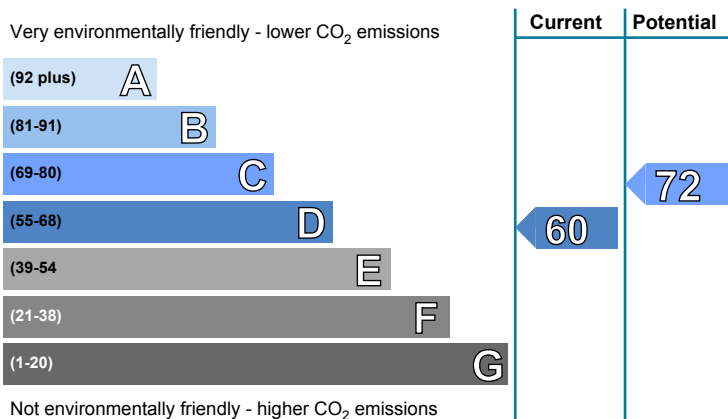 Current Potential
Very environmentally friendly - lower CO2 emissions
(92 plus) A
(81-91) B
(69-80) C
72
(55-68) D
60
(39-54 E
(21-38) F
(1-20) G
Not environmentally friendly - higher CO2 emissions